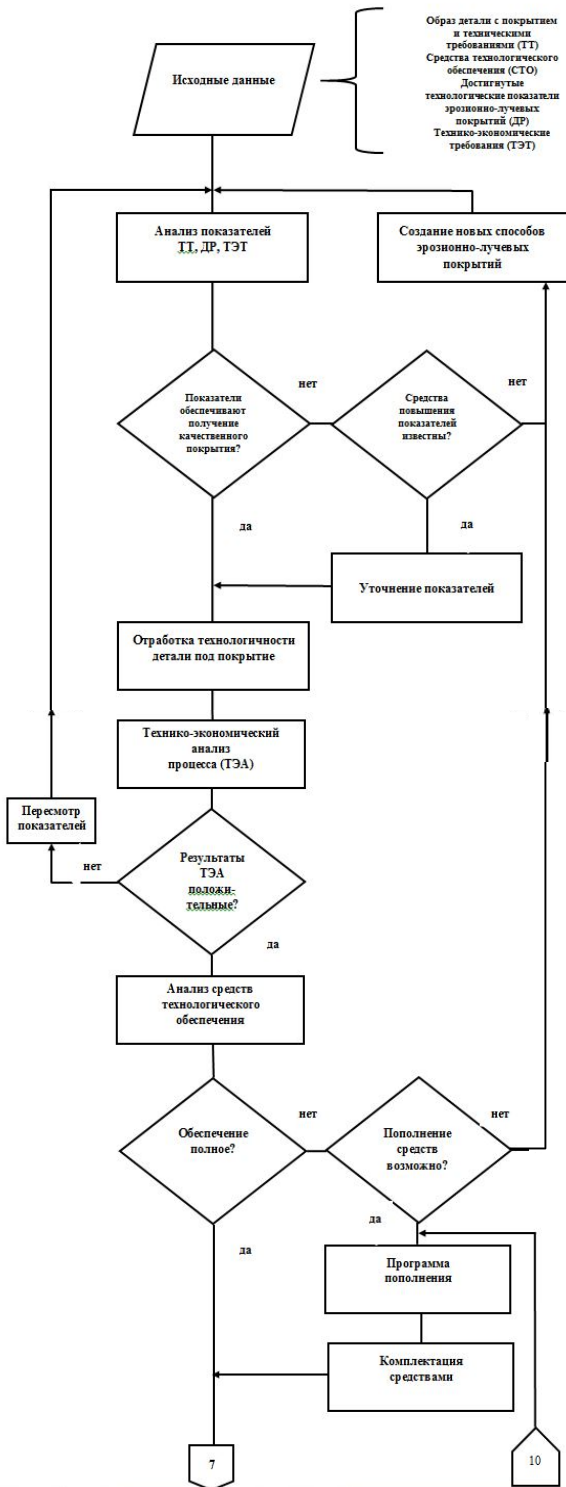 Исходные данные
Образ детали с покрытием
и техническими
требованиями (ТТ)
Средства технологического
обеспечения (СТО)
Достигнутые
технологические показатели
эрозионно-лучевых
покрытий (ДР)
Технико-экономические
требования (ТЭТ)
Анализ показателей
ТТ, ДР, ТЭТ
Создание новых способов
эрозионно-лучевых
покрытий
Показатели
обеспечивают
получение
качественного
покрытия?
нет
Средства
повышения
показателей
известны?
нет
да
да
Уточнение показателей
Отработка технологичности
детали под покрытие
Технико-экономический
анализ
процесса (ТЭА)
Пересмотр
показателей
нет
Результаты
ТЭА
положи-
тельные?
да
Анализ средств
технологического
обеспечения
Обеспечение
полное?
нет
Пополнение
средств
возможно?
нет
да
да
Программа
пополнения
Комплектация
средствами
7
10